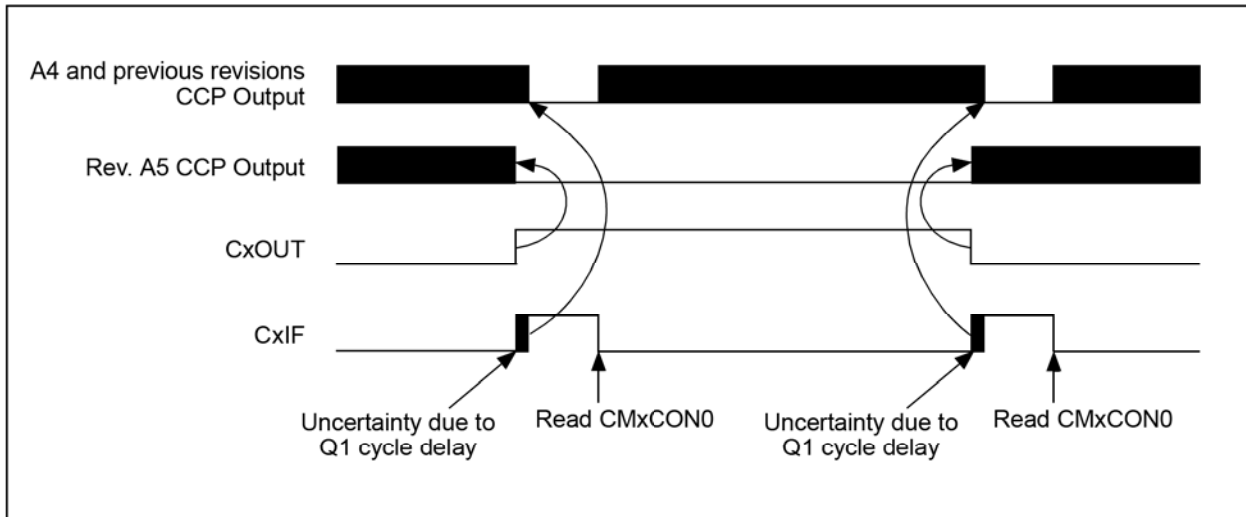 A4 and previous revisions
CCP Output
Rev. A5 CCP Output
CxOUT
CxIF
Uncertainty due to
Q1 cycle delay
Read CMxCON0
Uncertainty due to
Q1 cycle delay
Read CMxCON0